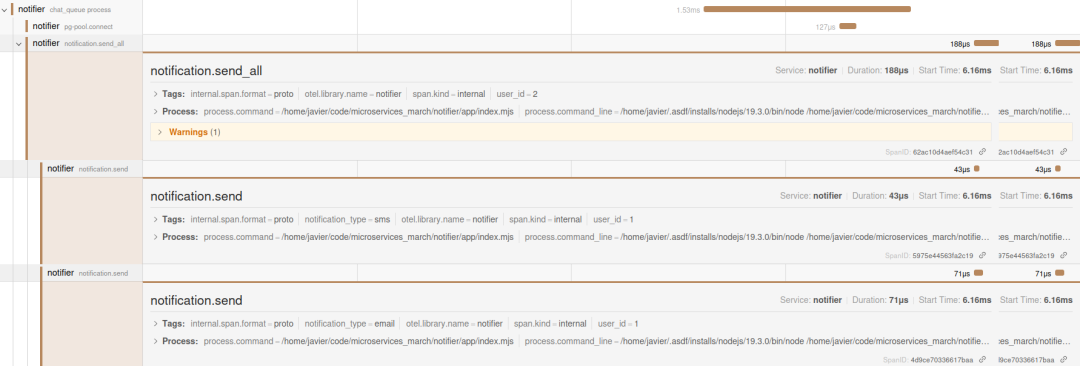 notifier chat_queue process 1.53ms
notifier pg-pool.connect 127μs
notifier notification.send_all 188μs 188μs
notification.send_all Service: notifier Duration: 188μs Start Time: 6.16ms Start Time: 6.16ms
Tags: internal.span.format = proto otel.library.name = notifier span.kind = internal user_id = 2
Process: process.command = /home/javier/code/microservices_march/notifier/app/index.mjs process.command_line = /home/javier/.asdf/installs/nodejs/19.3.0/bin/node /home/javier/code/microservices_march/notifie... es_march/notifie...
Warnings (1)
SpanID: 62ac10d4aef54c31 2ac10d4aef54c31
notifier notification.send 43μs 43μs
notification.send Service: notifier Duration: 43μs Start Time: 6.16ms Start Time: 6.16ms
Tags: internal.span.format = proto notification_type = sms otel.library.name = notifier span.kind = internal user_id = 1
Process: process.command = /home/javier/code/microservices_march/notifier/app/index.mjs process.command_line = /home/javier/.asdf/installs/nodejs/19.3.0/bin/node /home/javier/code/microservices_march/notifie... es_march/notifie...
SpanID: 5975e44563fa2c19 975e44563fa2c19
notifier notification.send 71μs 71μs
notification.send Service: notifier Duration: 71μs Start Time: 6.16ms Start Time: 6.16ms
Tags: internal.span.format = proto notification_type = email otel.library.name = notifier span.kind = internal user_id = 1
Process: process.command = /home/javier/code/microservices_march/notifier/app/index.mjs process.command_line = /home/javier/.asdf/installs/nodejs/19.3.0/bin/node /home/javier/code/microservices_march/notifie... es_march/notifie...
SpanID: 4d9ce70336617baa 9ce70336617baa